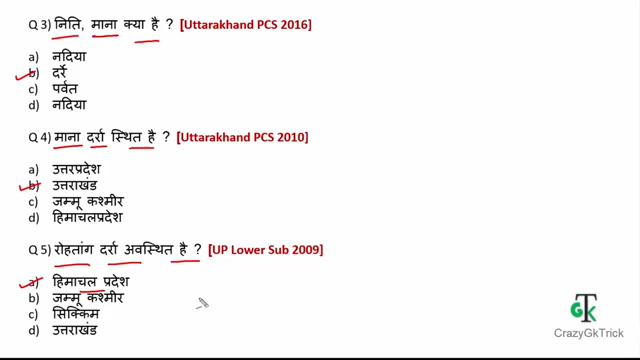 Q 3) निति, माना क्या है ? [Uttarakhand PCS 2016]
a) नदिया
b) दर्रे
c) पर्वत
d) नदिया
Q 4) माना दर्रा स्थित है ? [Uttarakhand PCS 2010]
a) उत्तरप्रदेश
b) उत्तराखंड
c) जम्मू कश्मीर
d) हिमाचलप्रदेश
Q 5) रोहतांग दर्रा अवस्थित है ? [UP Lower Sub 2009]
a) हिमाचल प्रदेश
b) जम्मू कश्मीर
c) सिक्किम
d) उत्तराखंड
GTK
CrazyGkTrick